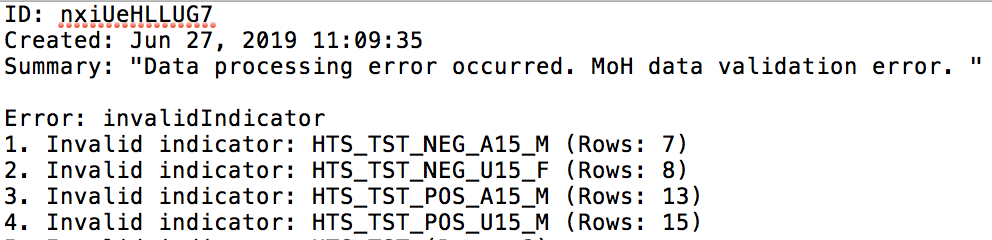 ID: nxiUeHLLUG7
Created: Jun 27, 2019 11:09:35
Summary: "Data processing error occurred. MoH data validation error. "
Error: invalidIndicator
1. Invalid indicator: HTS_TST_NEG_A15_M (Rows: 7)
2. Invalid indicator: HTS_TST_NEG_U15_F (Rows: 8)
3. Invalid indicator: HTS_TST_POS_A15_M (Rows: 13)
4. Invalid indicator: HTS_TST_POS_U15_M (Rows: 15)